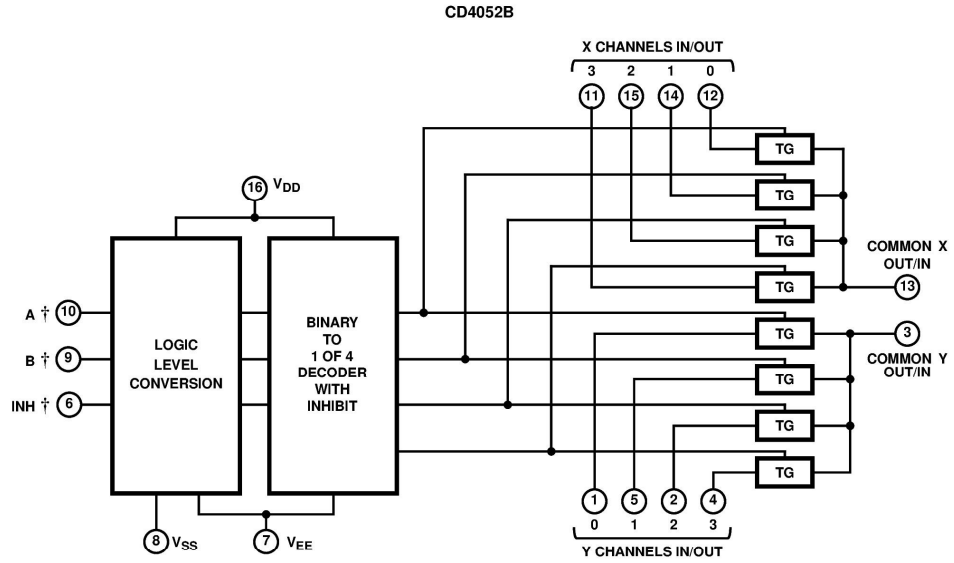 CD4052B
X CHANNELS IN/OUT
3 2 1 0
11 15 14 12
TG
16 VDD
TG
TG
COMMON X
OUT/IN
TG
13
A † 10
LOGIC
LEVEL
CONVERSION
BINARY
TO
1 OF 4
DECODER
WITH
INHIBIT
TG
3
B † 9
COMMON Y
OUT/IN
TG
INH † 6
TG
TG
1 5 2 4
0 1 2 3
8 VSS
7 VEE
Y CHANNELS IN/OUT